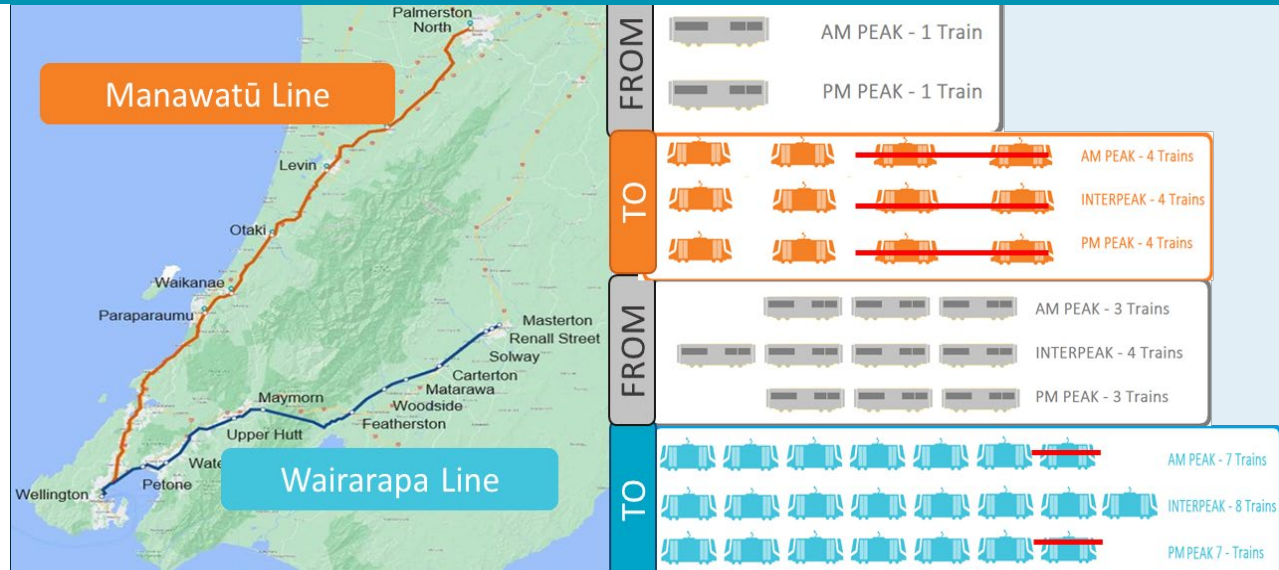 Palmerston
North
Manawatū Line
Levin
Otaki
Waikanae
Paraparaumu
Masterton
Renall Street
Solway
Carterton
Matarawa
Woodside
Featherston
Maymorn
Upper Hutt
Wate
Petone
Wellington
Wairarapa Line
FROM
AM PEAK - 1 Train
PM PEAK - 1 Train
TO
AM PEAK - 4 Trains
INTERPEAK - 4 Trains
PM PEAK - 4 Trains
FROM
AM PEAK - 3 Trains
INTERPEAK - 4 Trains
PM PEAK - 3 Trains
TO
AM PEAK - 7 Trains
INTERPEAK - 8 Trains
PM PEAK 7 - Trains